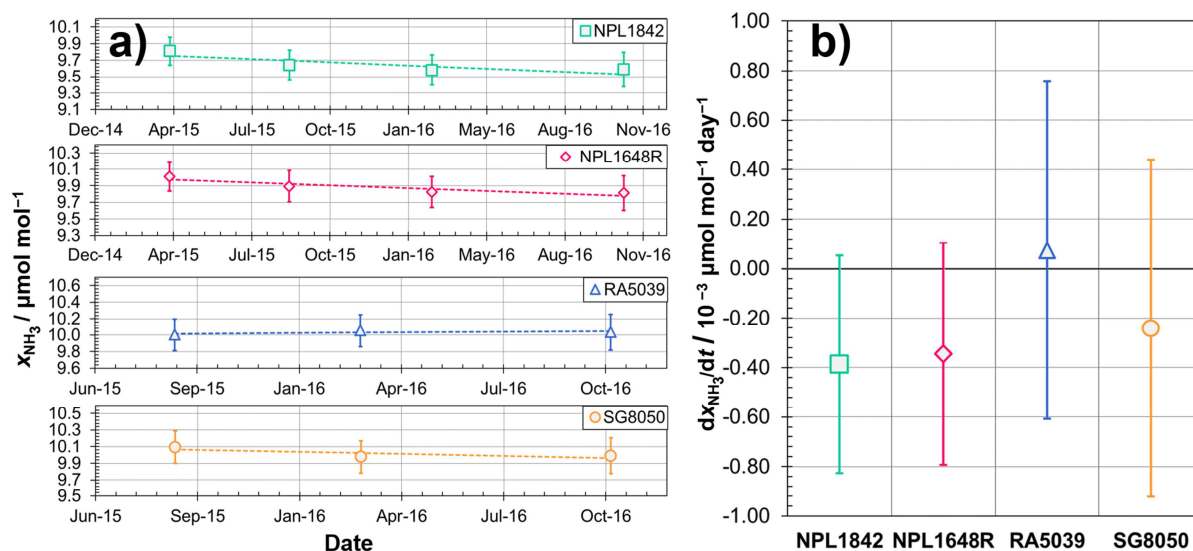 a)
NPL1842
10.1
9.9
9.7
9.5
9.3
9.1
Dec-14 Apr-15 Jul-15 Oct-15 Jan-16 May-16 Aug-16 Nov-16
NPL1648R
10.3
10.1
9.9
9.7
9.5
9.3
Dec-14 Apr-15 Jul-15 Oct-15 Jan-16 May-16 Aug-16 Nov-16
xNH3 / µmol mol−1
RA5039
10.6
10.4
10.2
10.0
9.8
9.6
Jun-15 Sep-15 Jan-16 Apr-16 Jul-16 Oct-16
SG8050
10.5
10.3
10.1
9.9
9.7
9.5
Jun-15 Sep-15 Jan-16 Apr-16 Jul-16 Oct-16
Date
b)
dxNH3/dt / 10−3 µmol mol−1 day−1
1.00
0.80
0.60
0.40
0.20
0.00
-0.20
-0.40
-0.60
-0.80
-1.00
NPL1842 NPL1648R RA5039 SG8050